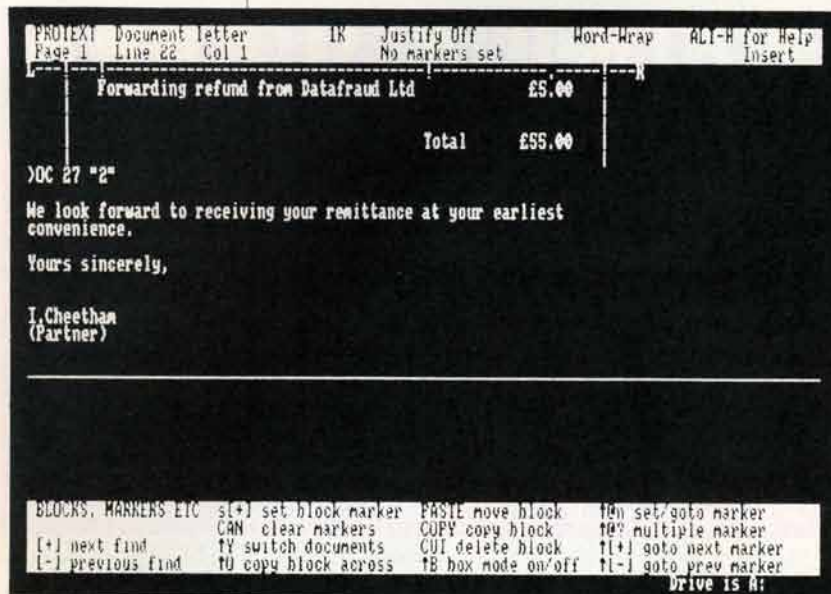 PROTEXT Document letter 1K Justify Off Word-Wrap ALT-H for Help
Page 1 Line 22 Col 1 No markers set Insert
L----!--!----------------------------------!------------.-----!---R
Forwarding refund from Datafraud Ltd £5.00
Total £55.00
>OC 27 "2"
We look forward to receiving your remittance at your earliest
convenience.
Yours sincerely,
I.Cheetham
(Partner)
BLOCKS, MARKERS ETC s[+] set block marker PASTE move block ↑@n set/goto marker
CAN clear markers COPY copy block ↑@? multiple marker
[+] next find ↑Y switch documents CUT delete block ↑[+] goto next marker
[-] previous find ↑O copy block across ↑B box mode on/off ↑[-] goto prev marker
Drive is A: